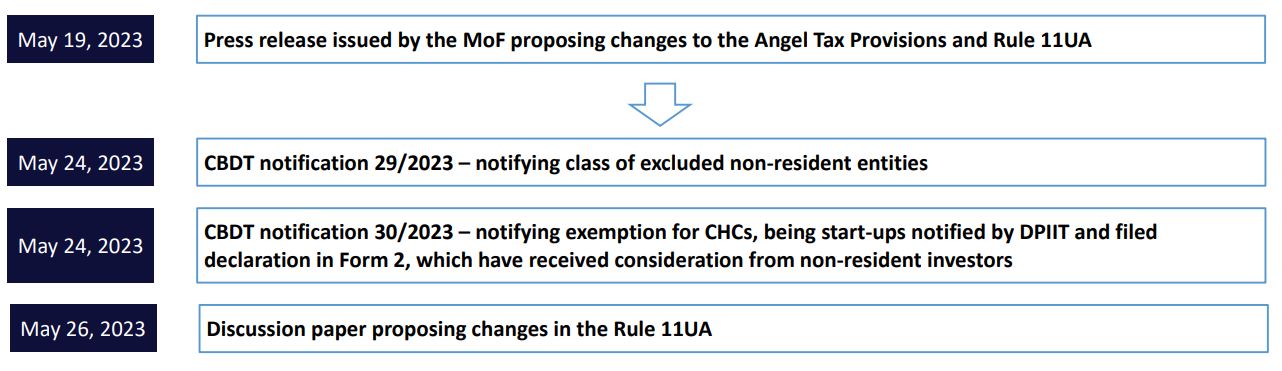 May 19, 2023
Press release issued by the MoF proposing changes to the Angel Tax Provisions and Rule 11UA
May 24, 2023
CBDT notification 29/2023 – notifying class of excluded non-resident entities
May 24, 2023
CBDT notification 30/2023 – notifying exemption for CHCs, being start-ups notified by DPIIT and filed
declaration in Form 2, which have received consideration from non-resident investors
May 26, 2023
Discussion paper proposing changes in the Rule 11UA